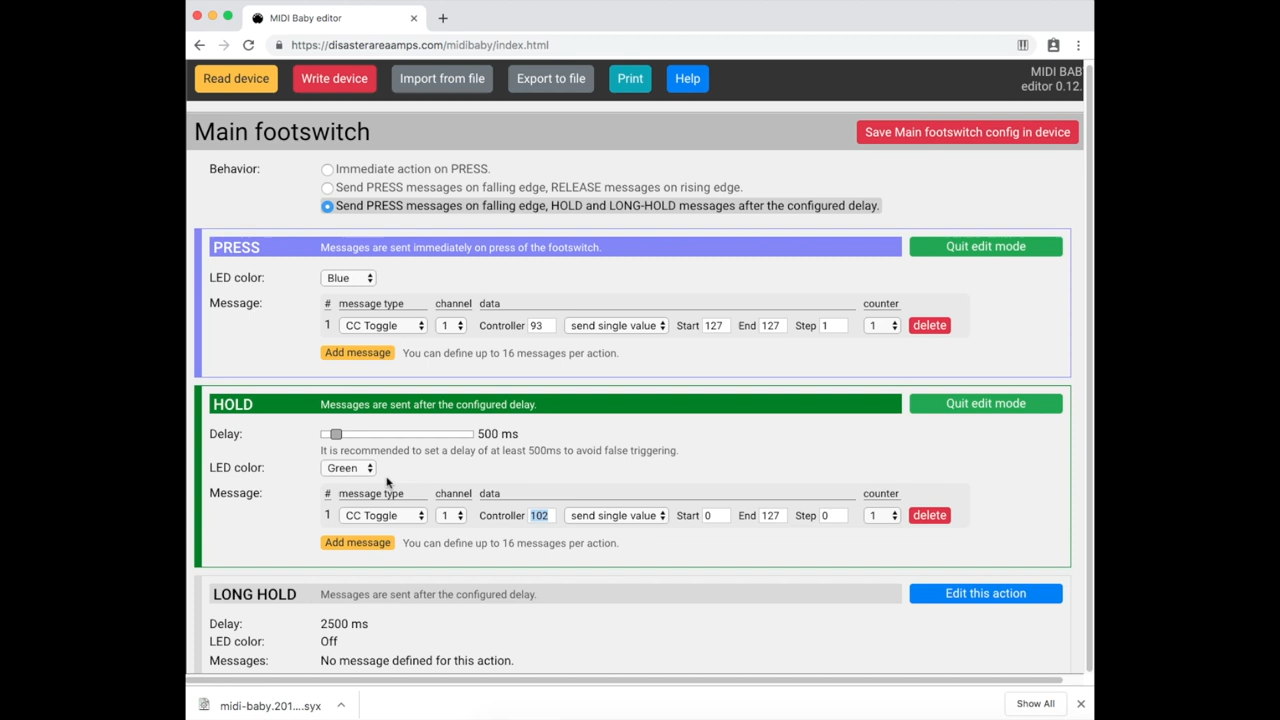 MIDI Baby editor
https://disasterareaamps.com/midibaby/index.html
Read device Write device Import from file Export to file Print Help MIDI BAB
editor 0.12.
Main footswitch Save Main footswitch config in device
Behavior: Immediate action on PRESS.
Send PRESS messages on falling edge, RELEASE messages on rising edge.
Send PRESS messages on falling edge, HOLD and LONG-HOLD messages after the configured delay.
PRESS Messages are sent immediately on press of the footswitch. Quit edit mode
LED color: Blue
Message: # message type channel data counter
1 CC Toggle 1 Controller 93 send single value Start 127 End 127 Step 1 1 delete
Add message You can define up to 16 messages per action.
HOLD Messages are sent after the configured delay. Quit edit mode
Delay: 500 ms
It is recommended to set a delay of at least 500ms to avoid false triggering.
LED color: Green
Message: # message type channel data counter
1 CC Toggle 1 Controller 102 send single value Start 0 End 127 Step 0 1 delete
Add message You can define up to 16 messages per action.
LONG HOLD Messages are sent after the configured delay. Edit this action
Delay: 2500 ms
LED color: Off
Messages: No message defined for this action.
midi-baby.201....syx Show All